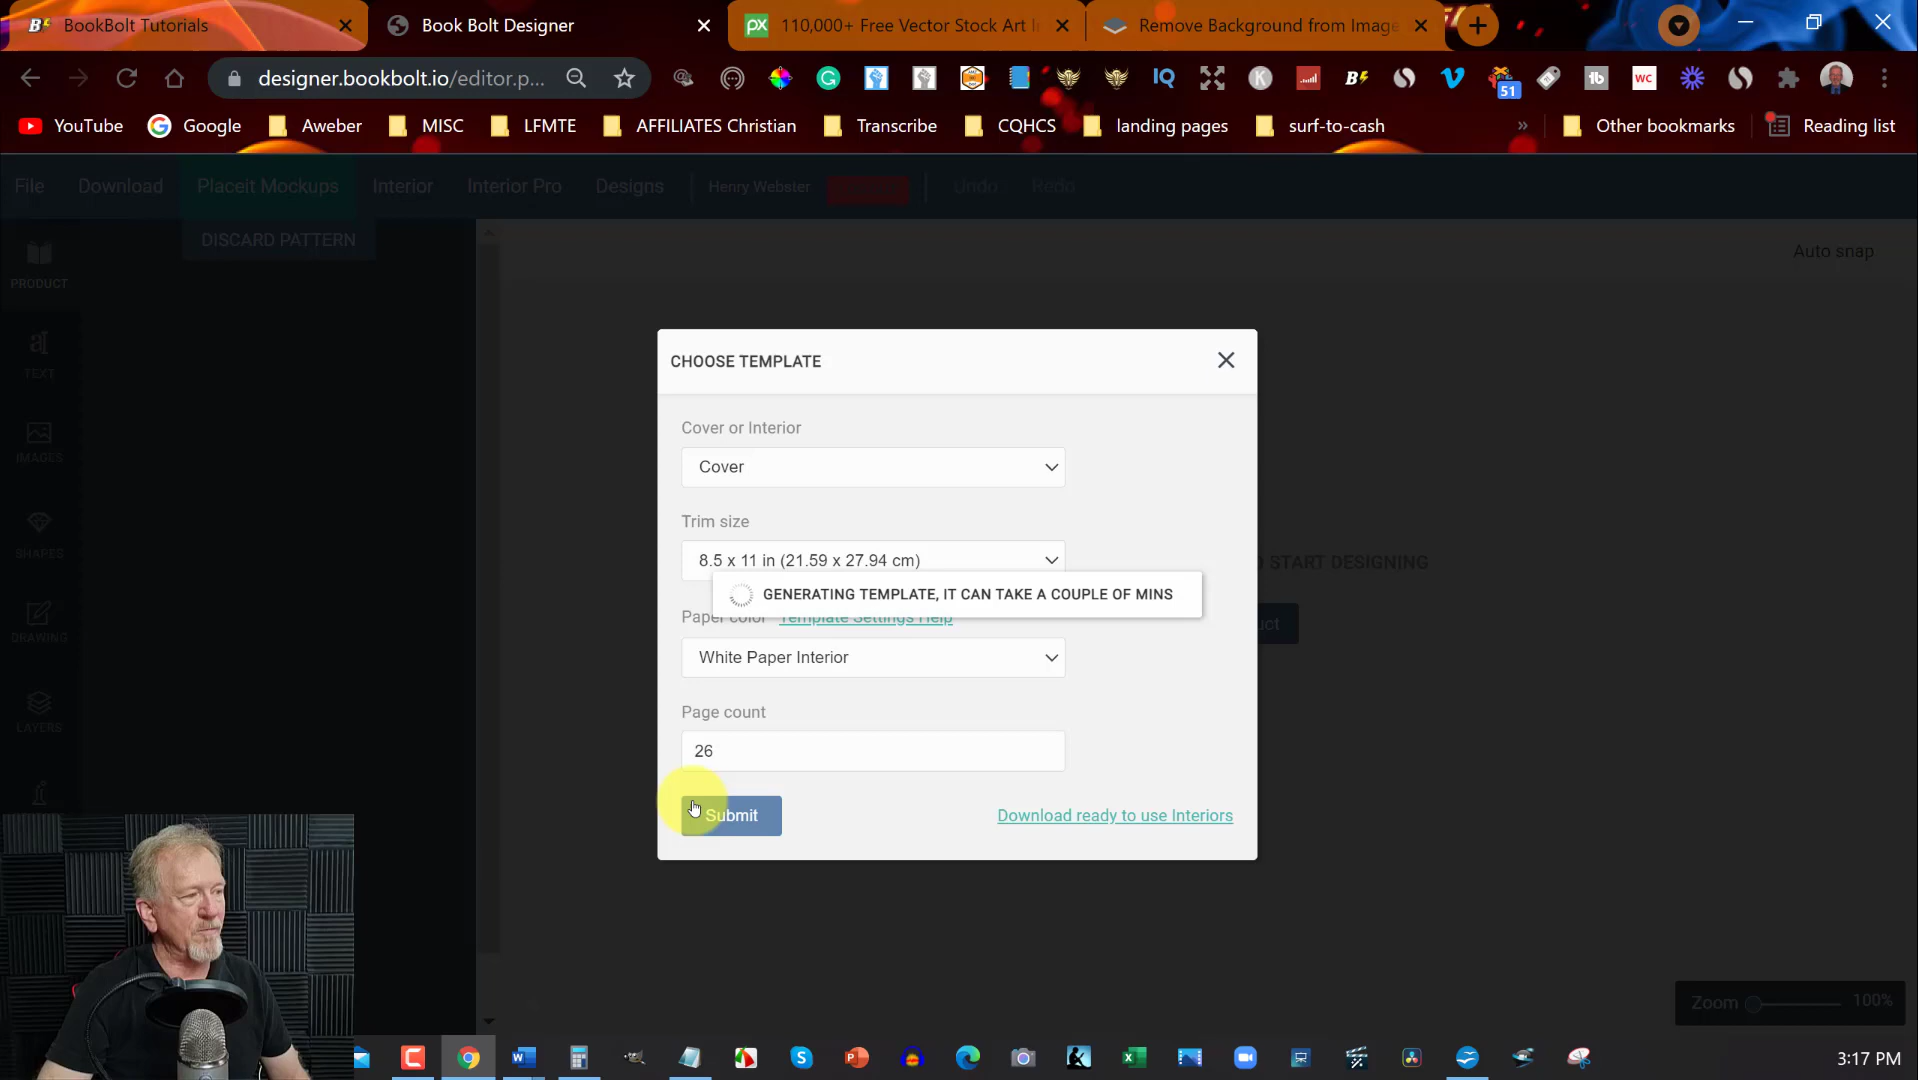 BookBolt Tutorials
Book Bolt Designer
110,000+ Free Vector Stock Art I
Remove Background from Image
designer.bookbolt.io/editor.p...
51
YouTube
Google
Aweber
MISC
LFMTE
AFFILIATES Christian
Transcribe
CQHCS
landing pages
surf-to-cash
»
Other bookmarks
Reading list
File
Download
Placeit Mockups
Interior
Interior Pro
Designs
Henry Webster
Undo
Redo
DISCARD PATTERN
Auto snap
PRODUCT
TEXT
IMAGES
SHAPES
DRAWING
LAYERS
CHOOSE TEMPLATE
Cover or Interior
Cover
Trim size
8.5 x 11 in (21.59 x 27.94 cm)
GENERATING TEMPLATE, IT CAN TAKE A COUPLE OF MINS
Paper color Template Settings Help
White Paper Interior
Page count
26
Submit
Download ready to use Interiors
START DESIGNING
Zoom 100%
3:17 PM